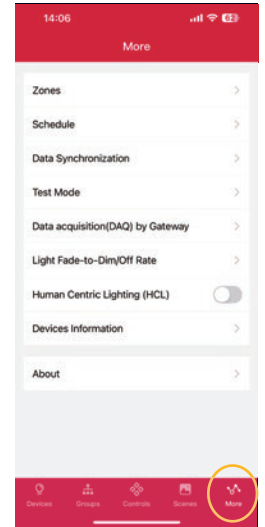 14:06 62
More
Zones
Schedule
Data Synchronization
Test Mode
Data acquisition(DAQ) by Gateway
Light Fade-to-Dim/Off Rate
Human Centric Lighting (HCL)
Devices Information
About
Devices Groups Controls Scenes More